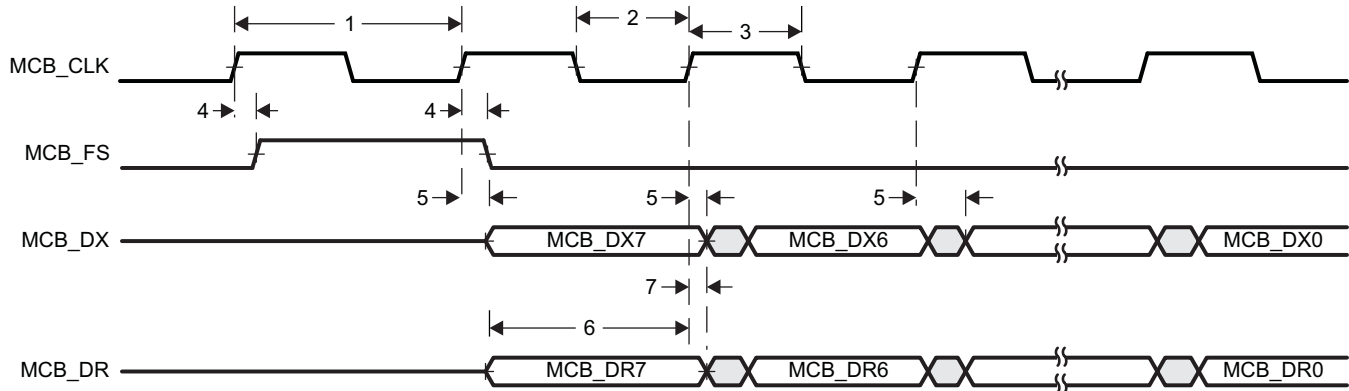 1
2
3
MCB_CLK
4
4
MCB_FS
5
5
5
MCB_DX
MCB_DX7
MCB_DX6
MCB_DX0
7
6
MCB_DR
MCB_DR7
MCB_DR6
MCB_DR0